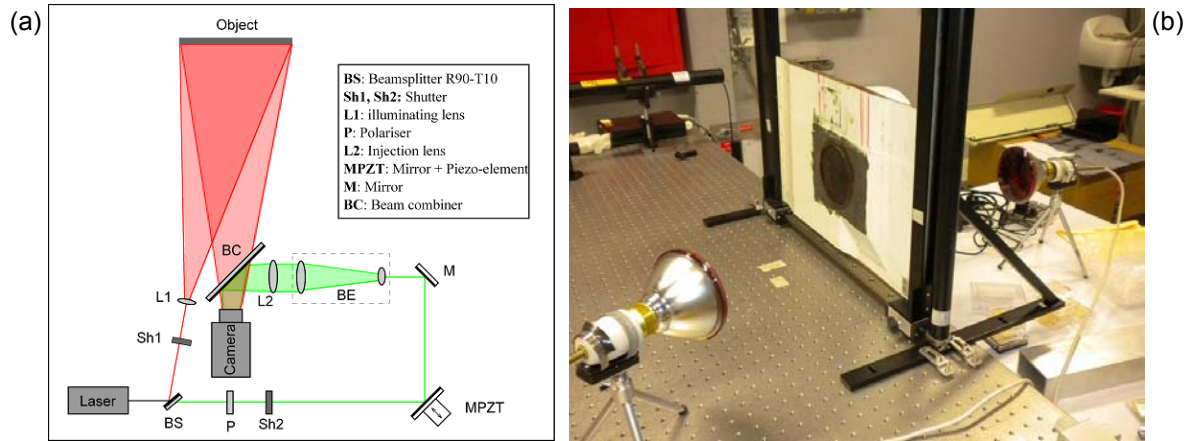 (a)
Object
BS: Beamsplitter R90-T10
Sh1, Sh2: Shutter
L1: illuminating lens
P: Polariser
L2: Injection lens
MPZT: Mirror + Piezo-element
M: Mirror
BC: Beam combiner
BC
M
L1
L2
BE
Sh1
Camera
Laser
BS
P
Sh2
MPZT
(b)